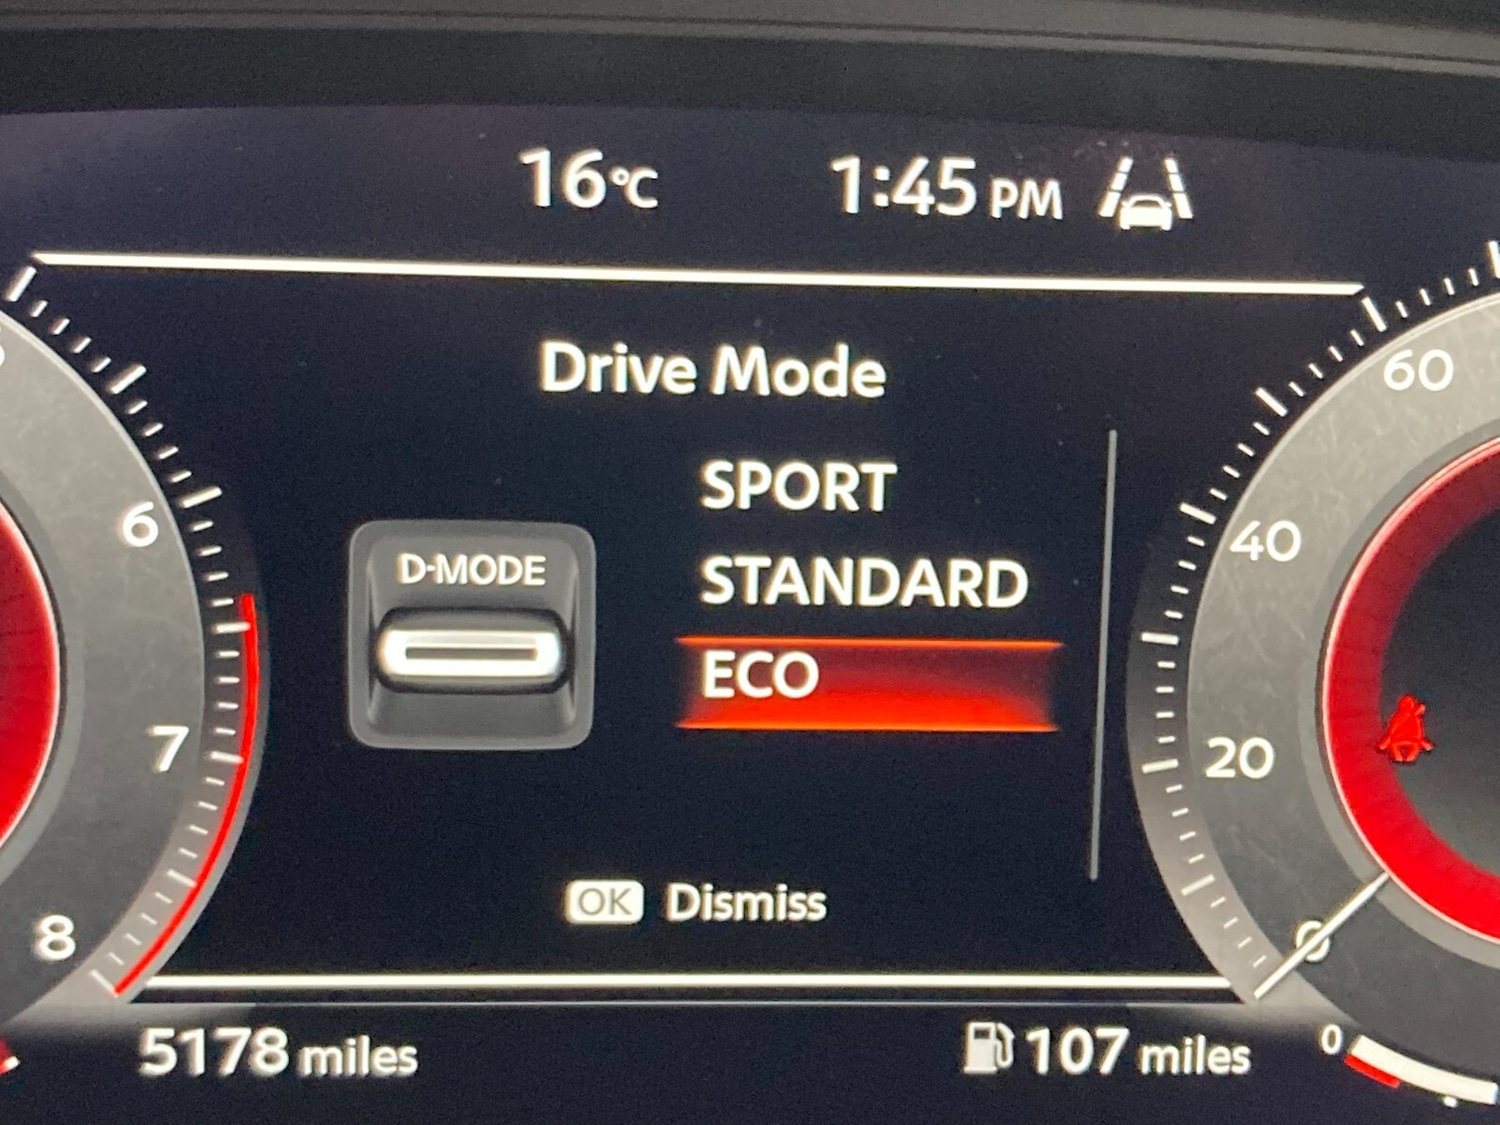 16°C
1:45 PM
Drive Mode
SPORT
D-MODE
STANDARD
ECO
OK Dismiss
6
7
8
60
40
20
0
5178 miles
107 miles
0